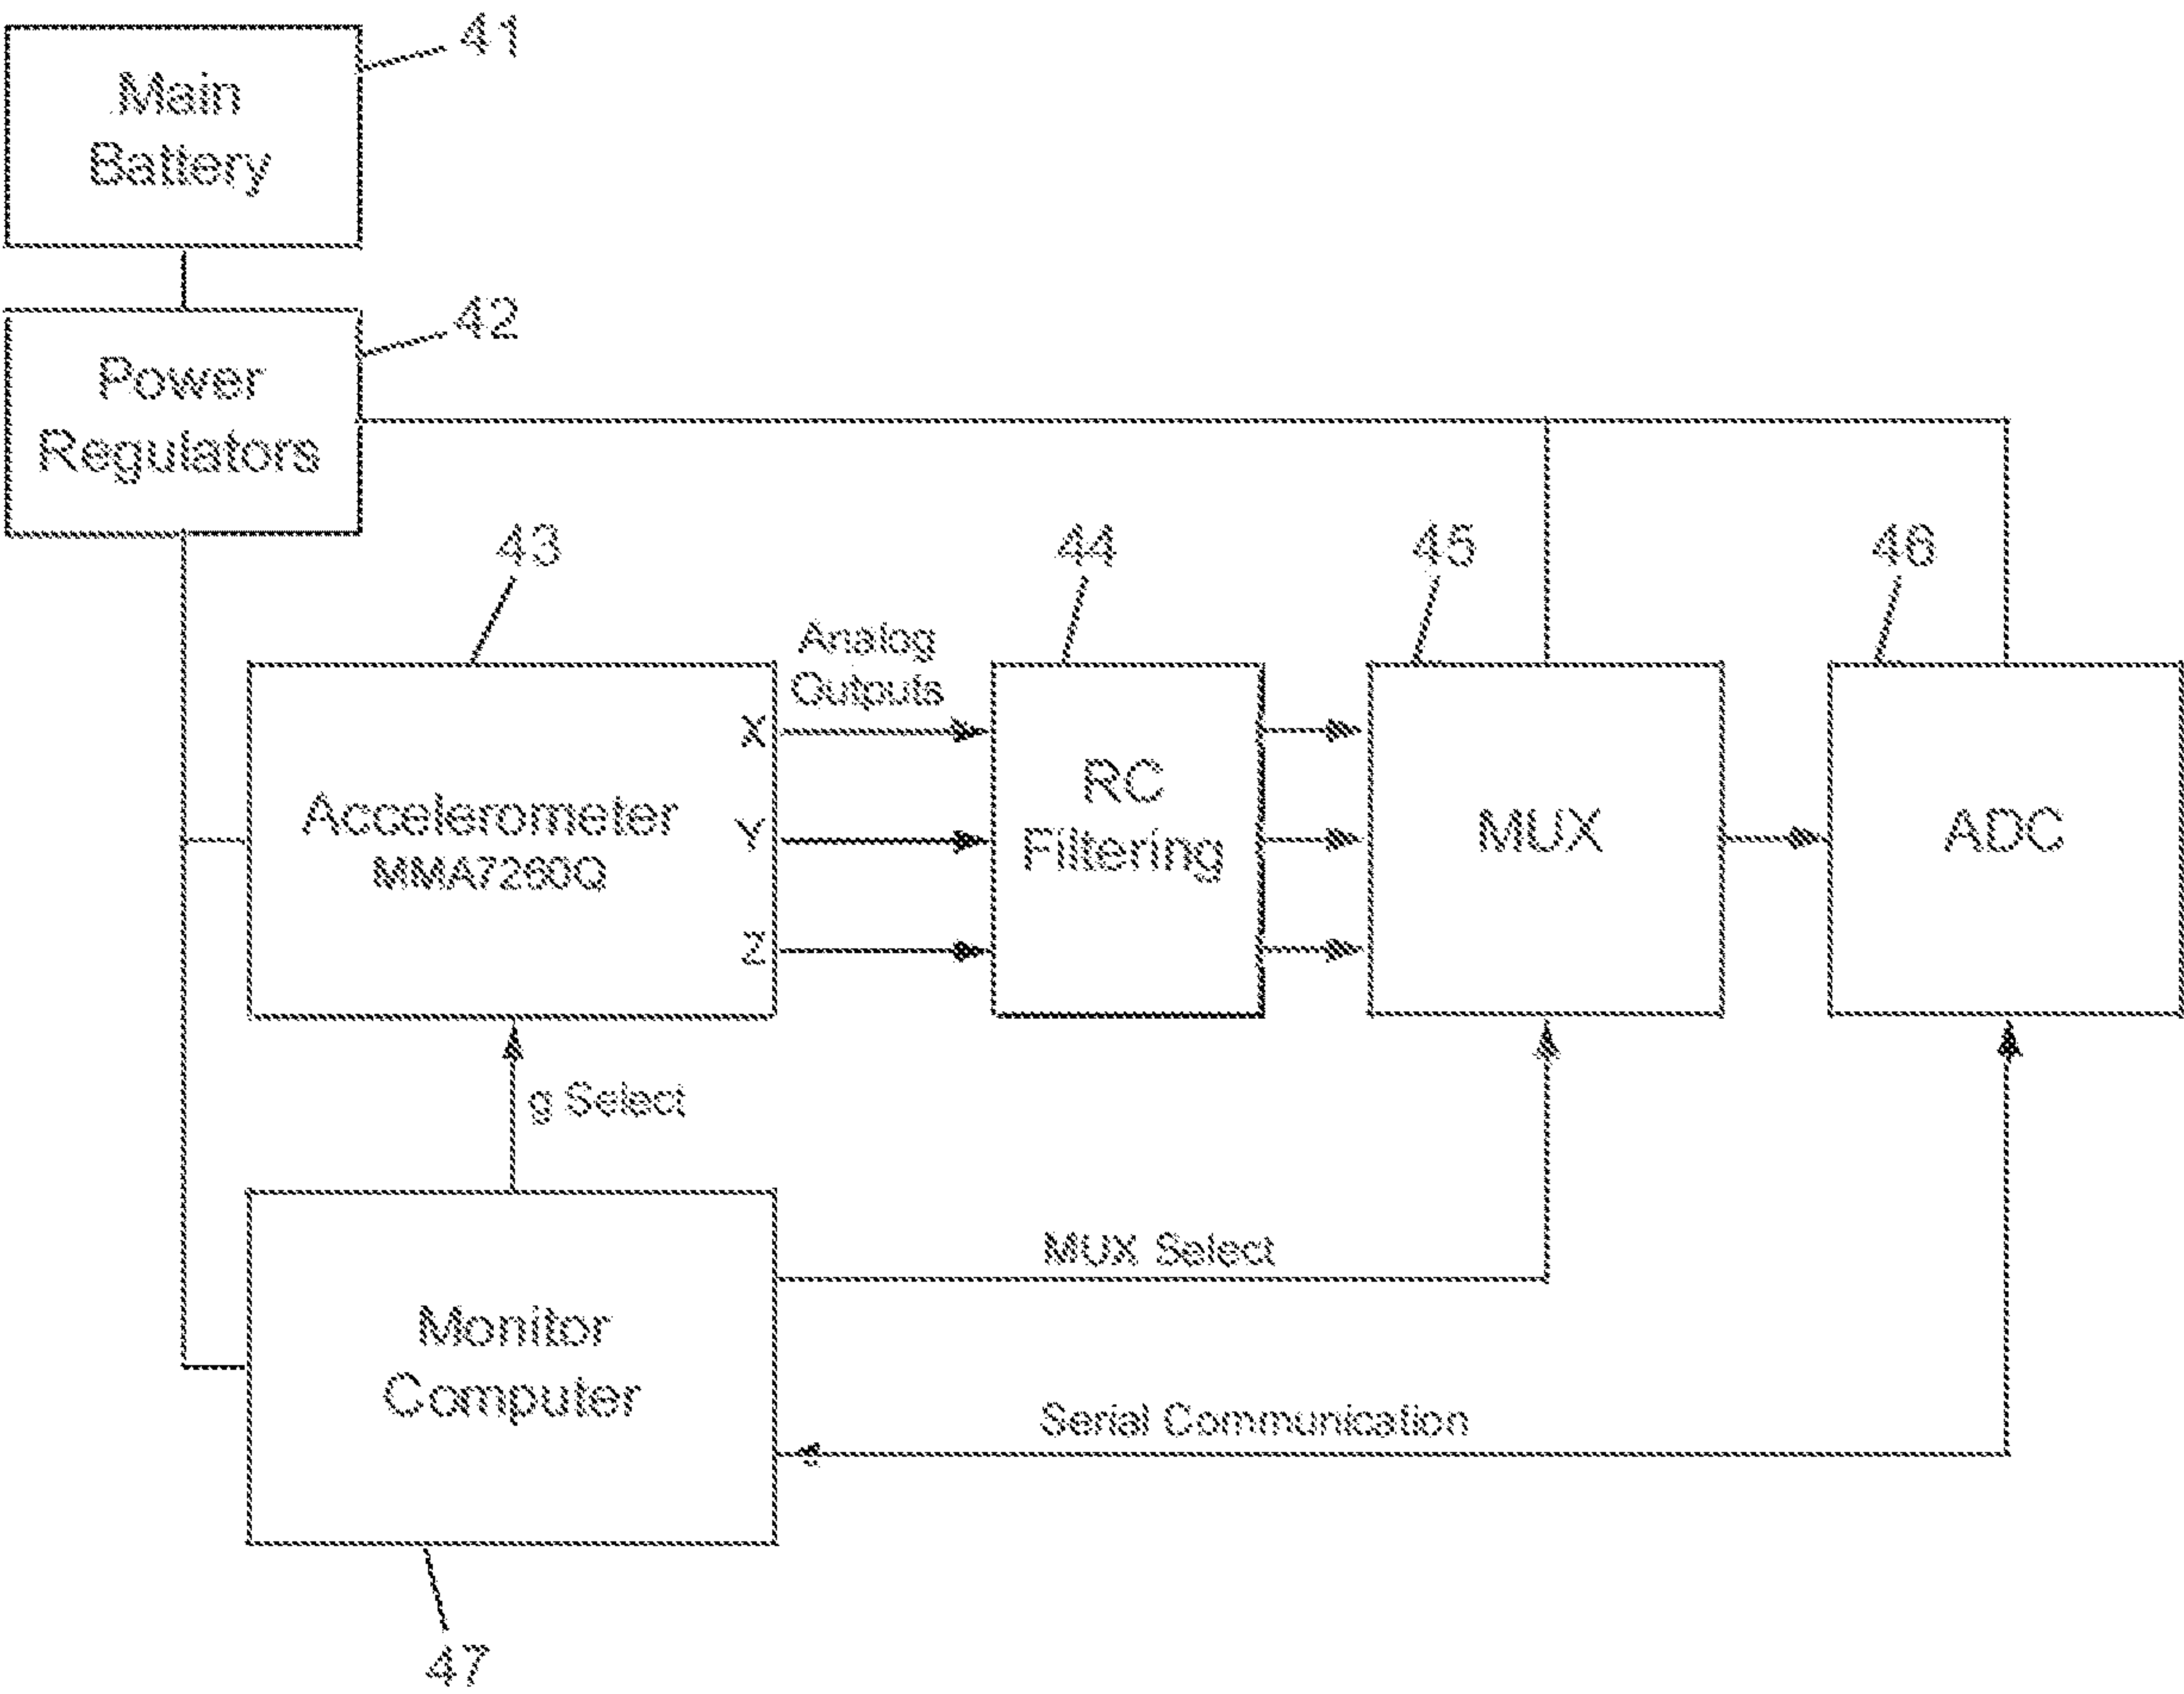 41
Main
Battery
42
Power
Regulators
43
44
45
46
Analog
Outputs
X
Y
Z
Accelerometer
MMA7260Q
RC
Filtering
MUX
ADC
g Select
MUX Select
Monitor
Computer
Serial Communication
47